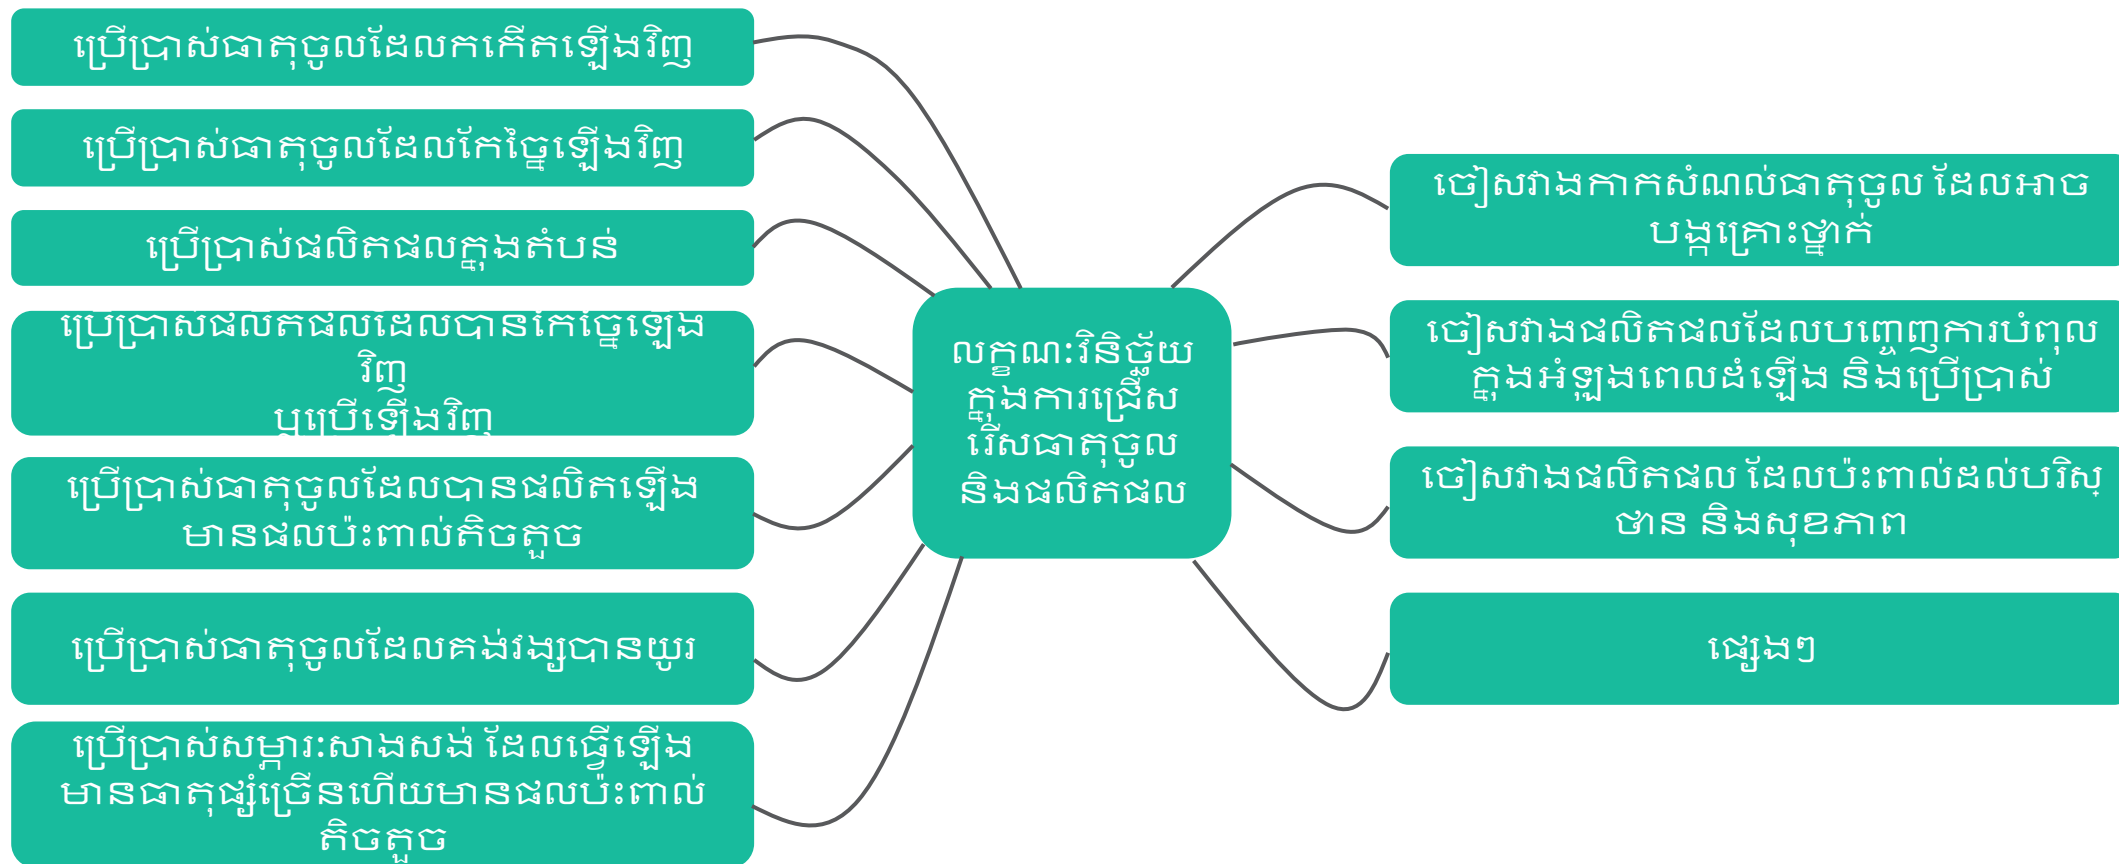 ប្រើប្រាស់ធាតុចូលដែលកកើតឡើងវិញ
ប្រើប្រាស់ធាតុចូលដែលកែច្នៃឡើងវិញ
ប្រើប្រាស់ផលិតផលក្នុងតំបន់
ប្រើប្រាស់ផលិតផលដែលបានកែច្នៃឡើង
វិញ
ឬប្រើឡើងវិញ
ប្រើប្រាស់ធាតុចូលដែលបានផលិតឡើង
មានផលប៉ះពាល់តិចតួច
ប្រើប្រាស់ធាតុចូលដែលគង់វង្សបានយូរ
ប្រើប្រាស់សម្ភារៈសាងសង់ ដែលធ្វើឡើង
មានធាតុផ្សំច្រើនហើយមានផលប៉ះពាល់
តិចតួច
លក្ខណៈវិនិច្ឆ័យ
ក្នុងការជ្រើស
រើសធាតុចូល
និងផលិតផល
ចៀសវាងកាកសំណល់ធាតុចូល ដែលអាច
បង្កគ្រោះថ្នាក់
ចៀសវាងផលិតផលដែលបញ្ចេញការបំពុល
ក្នុងអំឡុងពេលដំឡើង និងប្រើប្រាស់
ចៀសវាងផលិតផល ដែលប៉ះពាល់ដល់បរិស្
ថាន និងសុខភាព
ផ្សេងៗ